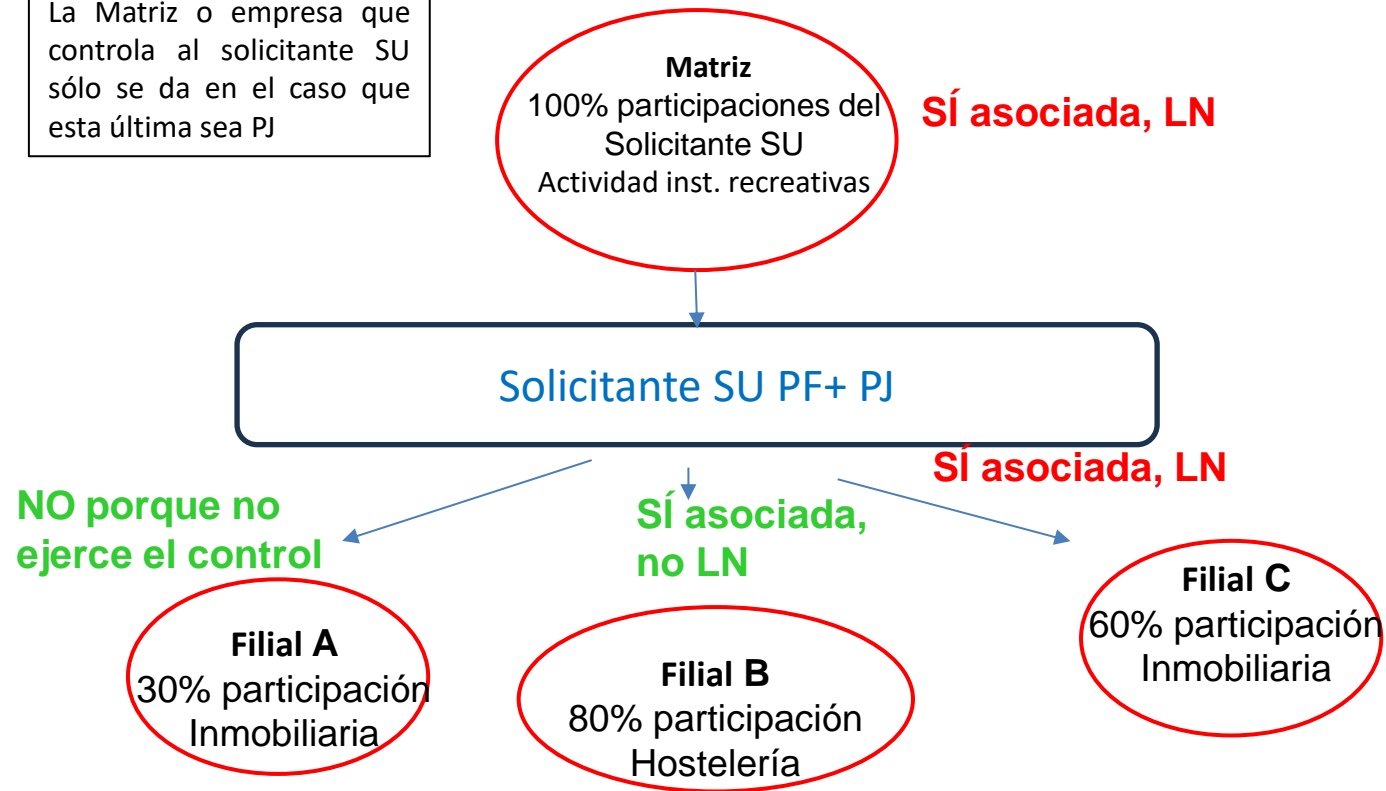 La Matriz o empresa que
controla al solicitante SU
sólo se da en el caso que
esta última sea PJ
Matriz
100% participaciones del
Solicitante SU
Actividad inst. recreativas
SÍ asociada, LN
Solicitante SU PF+ PJ
SÍ asociada, LN
NO porque no
ejerce el control
SÍ asociada,
no LN
Filial A
30% participación
Inmobiliaria
Filial B
80% participación
Hostelería
Filial C
60% participación
Inmobiliaria